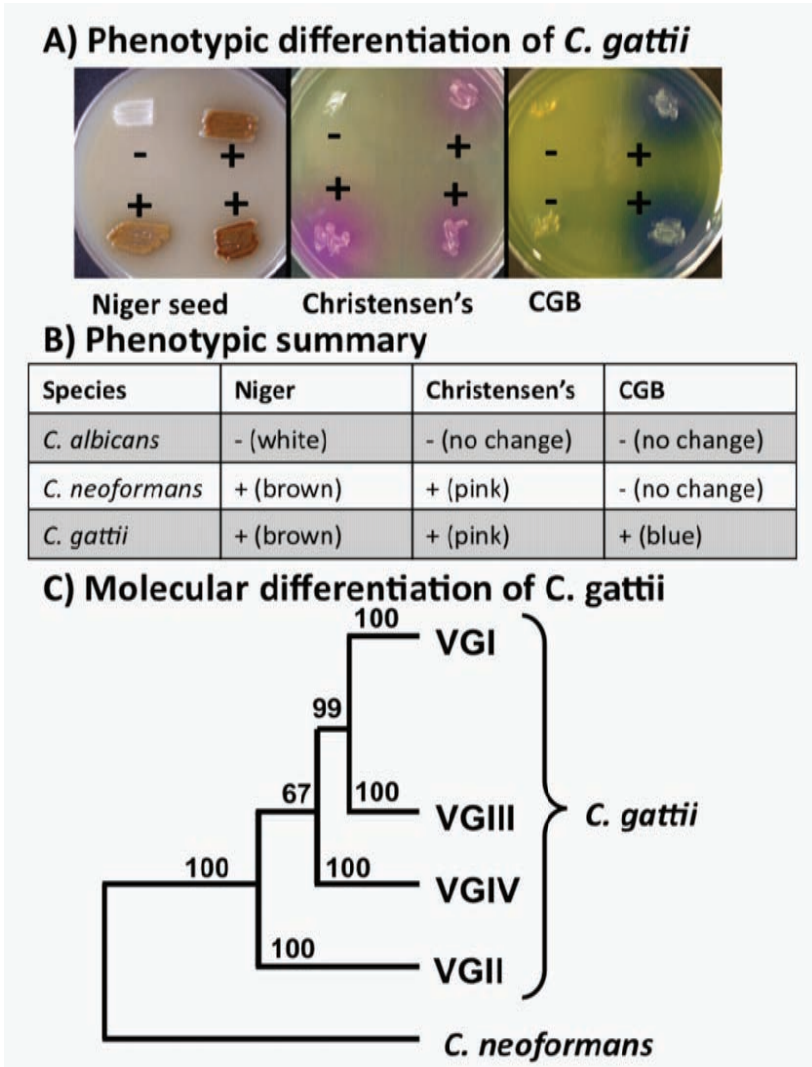 A) Phenotypic differentiation of C. gattii
- + - + - +
+ + + + - +
Niger seed Christensen's CGB
B) Phenotypic summary
Species Niger Christensen's CGB
C. albicans - (white) - (no change) - (no change)
C. neoformans + (brown) + (pink) - (no change)
C. gattii + (brown) + (pink) + (blue)
C) Molecular differentiation of C. gattii
100
VGI
99
67 100
VGIII C. gattii
100 100
VGIV
100
VGII
C. neoformans